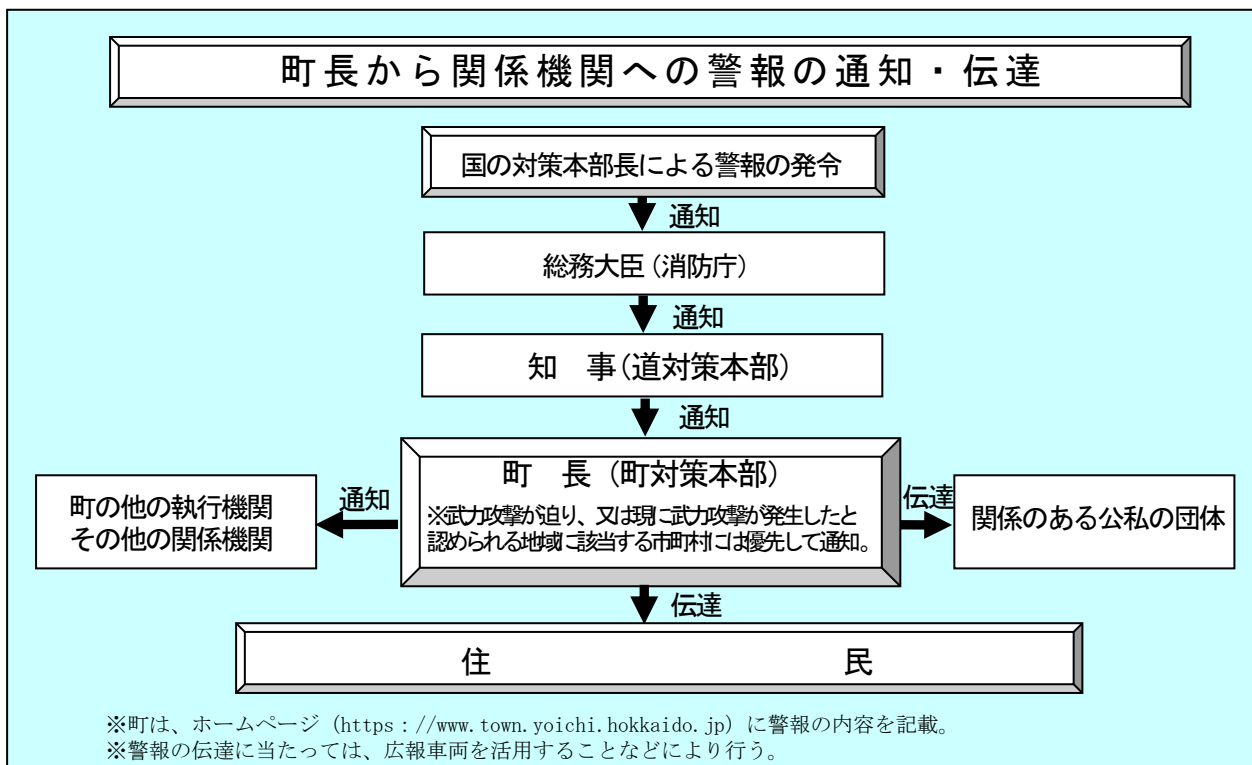 町長から関係機関への警報の通知・伝達
国の対策本部長による警報の発令
通知
総務大臣(消防庁)
通知
知　事(道対策本部)
通知
町　長(町対策本部)
※武力攻撃が迫り、又は現に武力攻撃が発生したと
認められる地域に該当する市町村には優先して通知。
通知
町の他の執行機関
その他の関係機関
伝達
関係のある公私の団体
伝達
住　民
※町は、ホームページ（https：//www.town.yoichi.hokkaido.jp）に警報の内容を記載。
※警報の伝達に当たっては、広報車両を活用することなどにより行う。